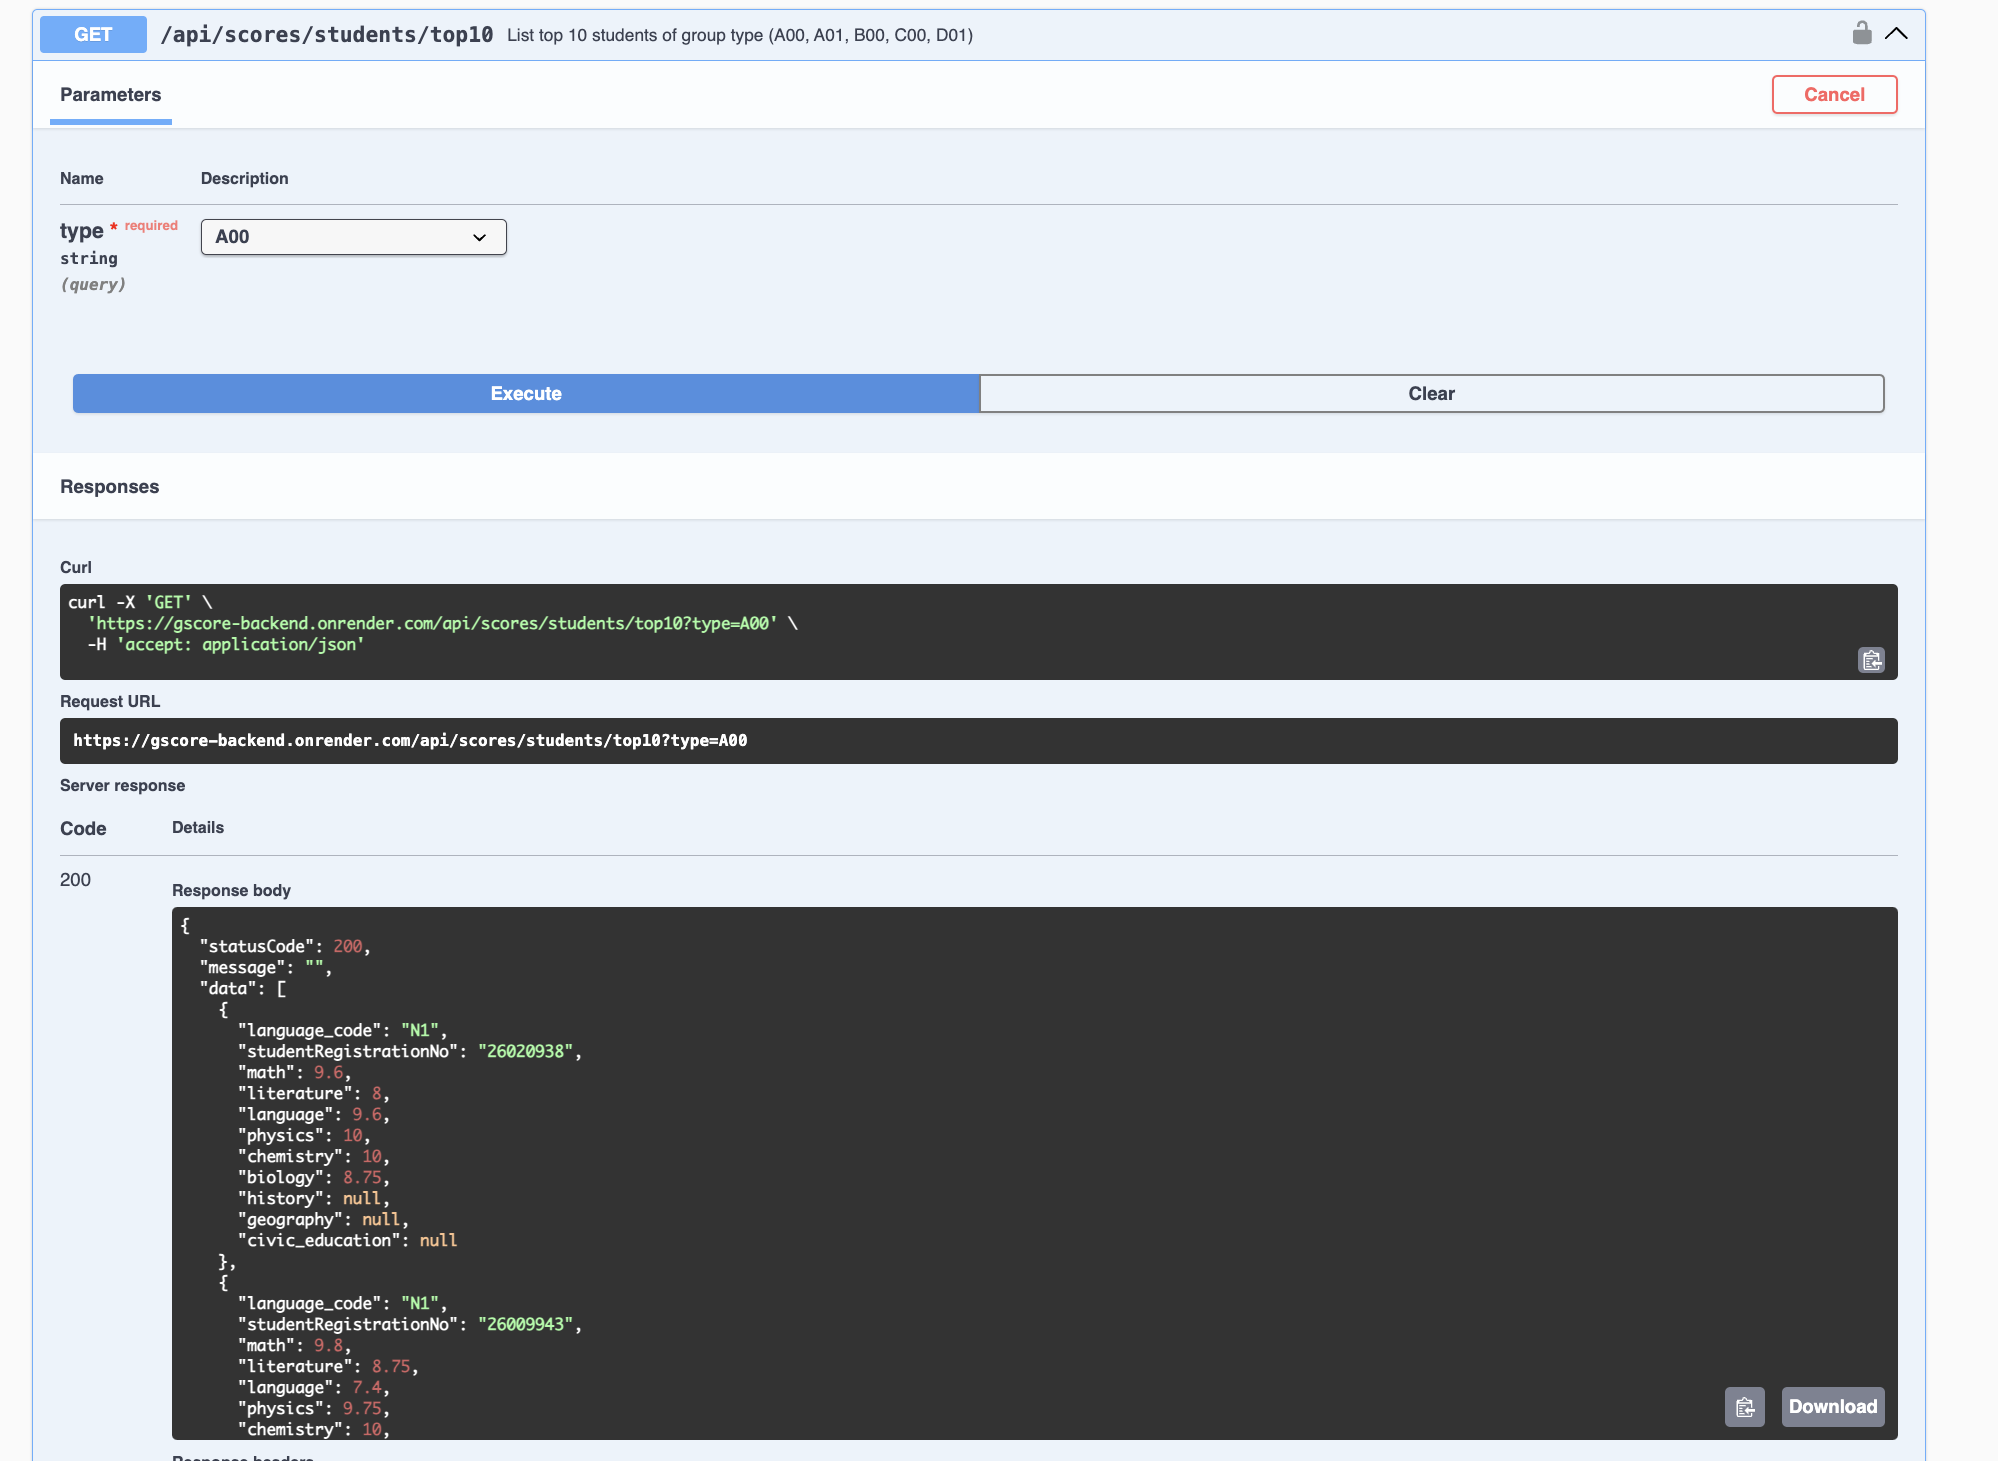 GET /api/scores/students/top10 List top 10 students of group type (A00, A01, B00, C00, D01)
Parameters
Cancel
Name Description
type * required
A00
string
(query)
Execute Clear
Responses
Curl
curl -X 'GET' \
'https://gscore-backend.onrender.com/api/scores/students/top10?type=A00' \
-H 'accept: application/json'
Request URL
https://gscore-backend.onrender.com/api/scores/students/top10?type=A00
Server response
Code Details
200
Response body
{
"statusCode": 200,
"message": "",
"data": [
{
"language_code": "N1",
"studentRegistrationNo": "26020938",
"math": 9.6,
"literature": 8,
"language": 9.6,
"physics": 10,
"chemistry": 10,
"biology": 8.75,
"history": null,
"geography": null,
"civic_education": null
},
{
"language_code": "N1",
"studentRegistrationNo": "26009943",
"math": 9.8,
"literature": 8.75,
"language": 7.4,
"physics": 9.75,
"chemistry": 10,
Download
Response headers